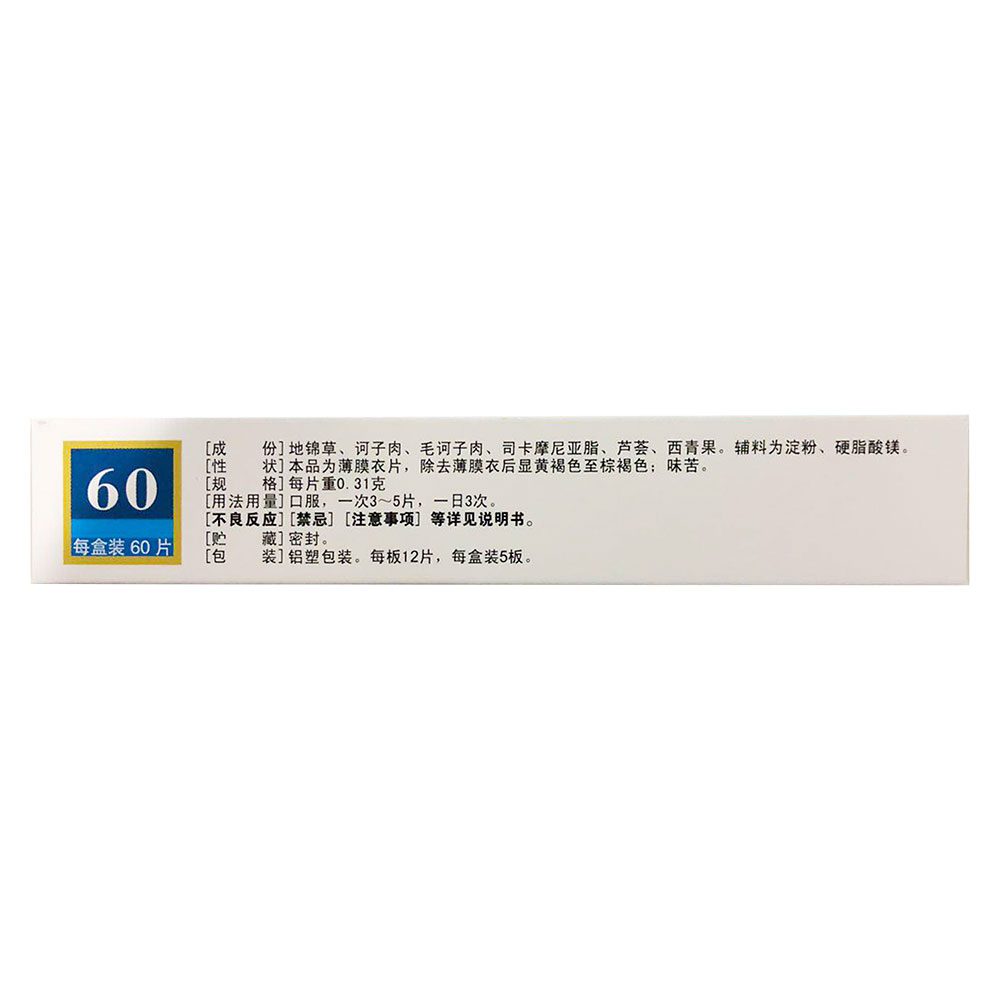 60
每盒装 60 片
[成 份]地锦草、诃子肉、毛诃子肉、司卡摩尼亚脂、芦荟、西青果。辅料为淀粉、硬脂酸镁。
[性 状]本品为薄膜衣片，除去薄膜衣后显黄褐色至棕褐色；味苦。
[规 格]每片重0.31克
[用法用量]口服，一次3～5片，一日3次。
[不良反应][禁忌][注意事项]等详见说明书。
[贮 藏]密封。
[包 装]铝塑包装。每板12片，每盒装5板。